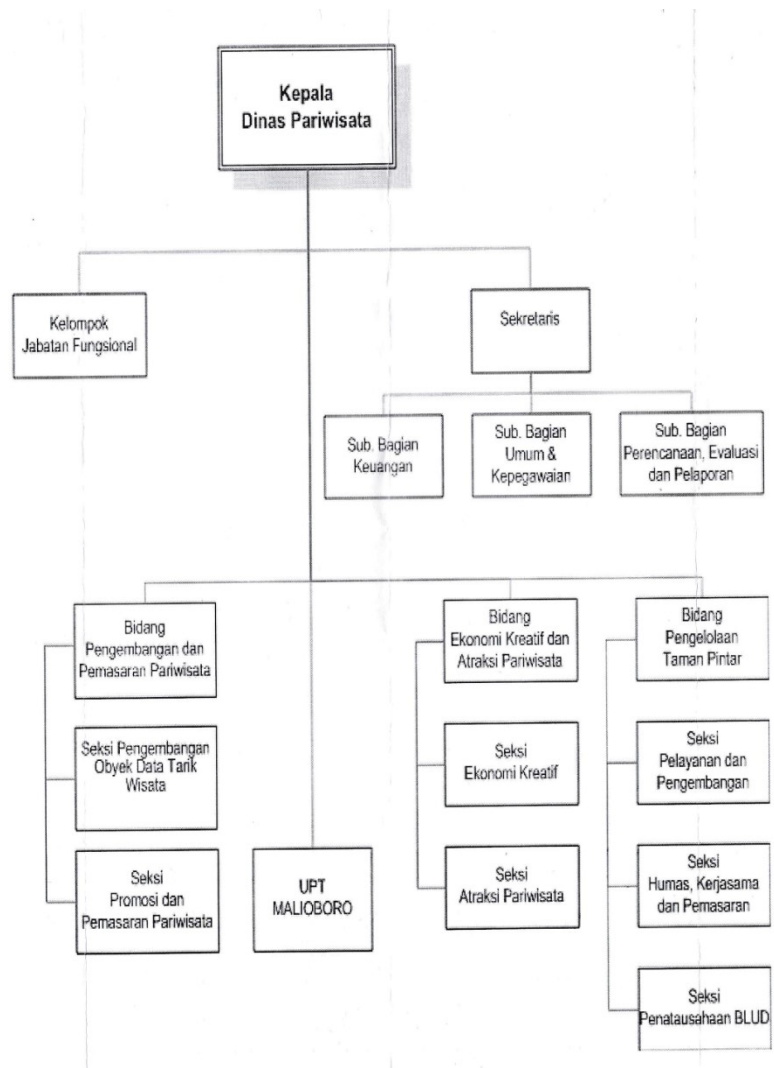 Kepala
Dinas Pariwisata
Kelompok
Jabatan Fungsional
Sekretaris
Sub. Bagian
Keuangan
Sub. Bagian
Umum &
Kepegawaian
Sub. Bagian
Perencanaan, Evaluasi
dan Pelaporan
Bidang
Pengembangan dan
Pemasaran Pariwisata
Bidang
Ekonomi Kreatif dan
Atraksi Pariwisata
Bidang
Pengelolaan
Taman Pintar
Seksi Pengembangan
Obyek Data Tarik
Wisata
Seksi
Ekonomi Kreatif
Seksi
Pelayanan dan
Pengembangan
Seksi
Promosi dan
Pemasaran Pariwisata
UPT
MALIOBORO
Seksi
Atraksi Pariwisata
Seksi
Humas, Kerjasama
dan Pemasaran
Seksi
Penatausahaan BLUD